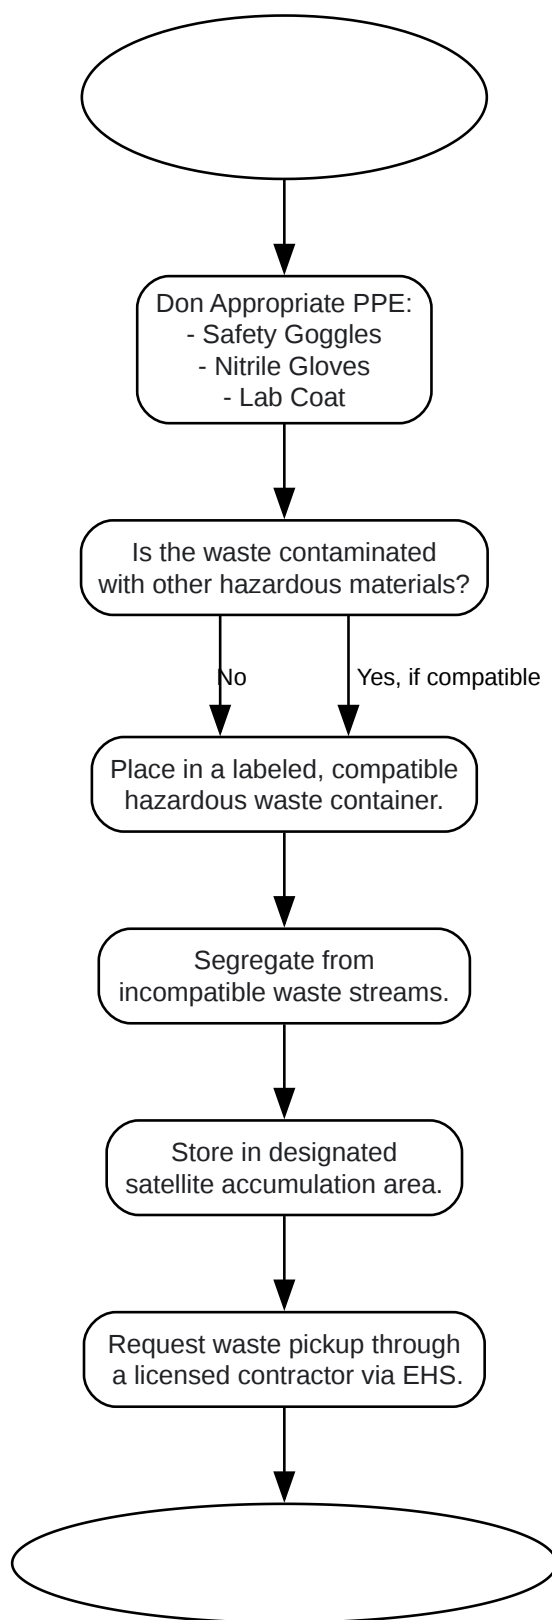 Don Appropriate PPE:
- Safety Goggles
- Nitrile Gloves
- Lab Coat
Is the waste contaminated
with other hazardous materials?
No
Yes, if compatible
Place in a labeled, compatible
hazardous waste container.
Segregate from
incompatible waste streams.
Store in designated
satellite accumulation area.
Request waste pickup through
a licensed contractor via EHS.